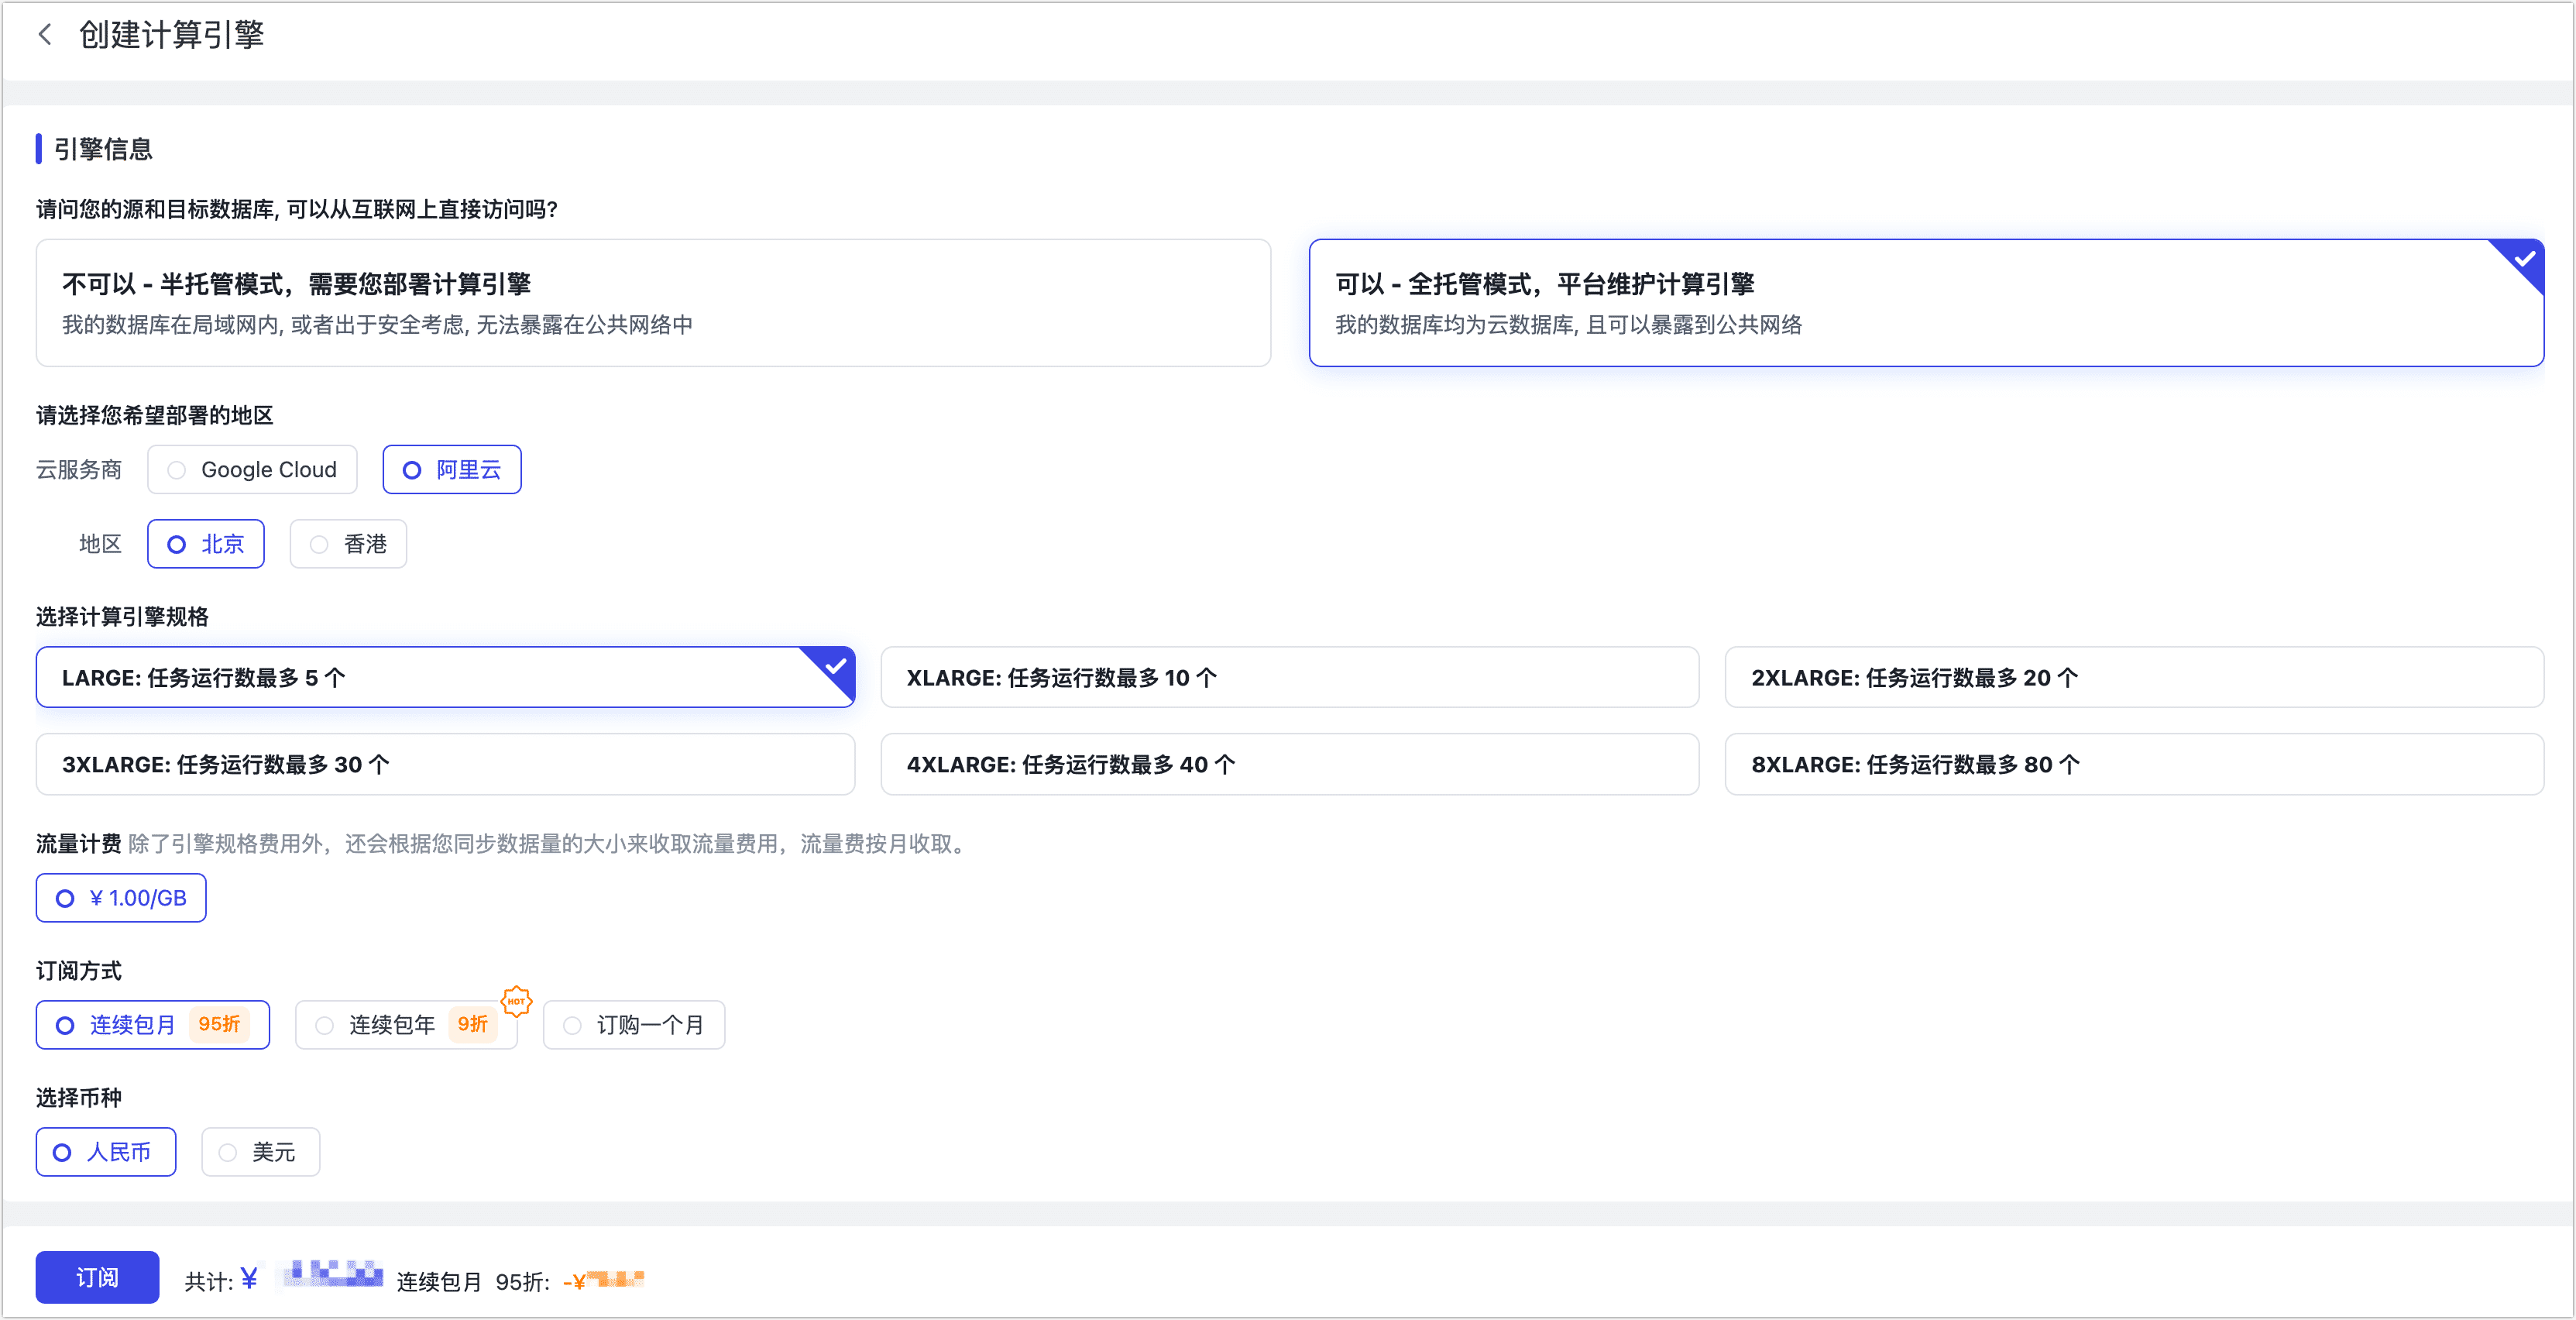 创建计算引擎
引擎信息
请问您的源和目标数据库, 可以从互联网上直接访问吗?
不可以 - 半托管模式，需要您部署计算引擎
我的数据库在局域网内, 或者出于安全考虑, 无法暴露在公共网络中
可以 - 全托管模式，平台维护计算引擎
我的数据库均为云数据库, 且可以暴露到公共网络
请选择您希望部署的地区
云服务商 Google Cloud 阿里云
地区 北京 香港
选择计算引擎规格
LARGE: 任务运行数最多 5 个
XLARGE: 任务运行数最多 10 个
2XLARGE: 任务运行数最多 20 个
3XLARGE: 任务运行数最多 30 个
4XLARGE: 任务运行数最多 40 个
8XLARGE: 任务运行数最多 80 个
流量计费 除了引擎规格费用外，还会根据您同步数据量的大小来收取流量费用，流量费按月收取。
¥ 1.00/GB
订阅方式
HOT
连续包月 95折 连续包年 9折 订购一个月
选择币种
人民币 美元
订阅 共计: ¥ 连续包月 95折: -¥